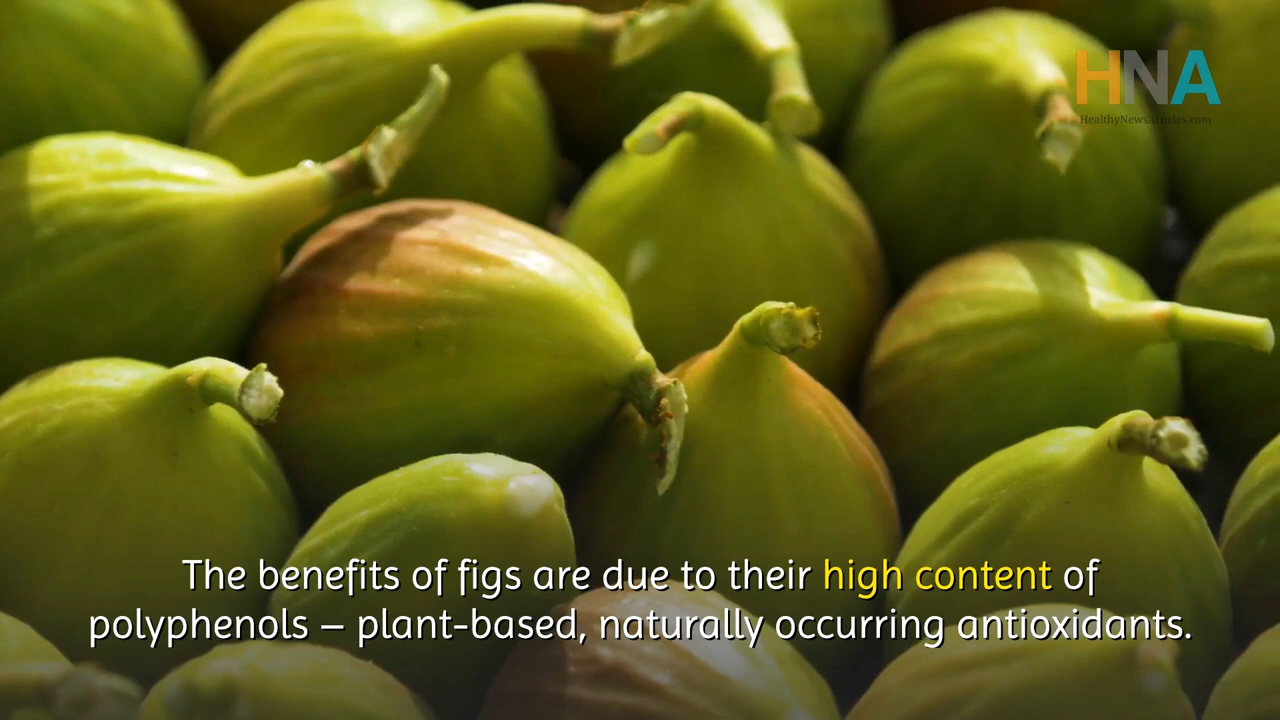 HNA
HealthyNewsArticles.com
The benefits of figs are due to their high content of
polyphenols – plant-based, naturally occurring antioxidants.